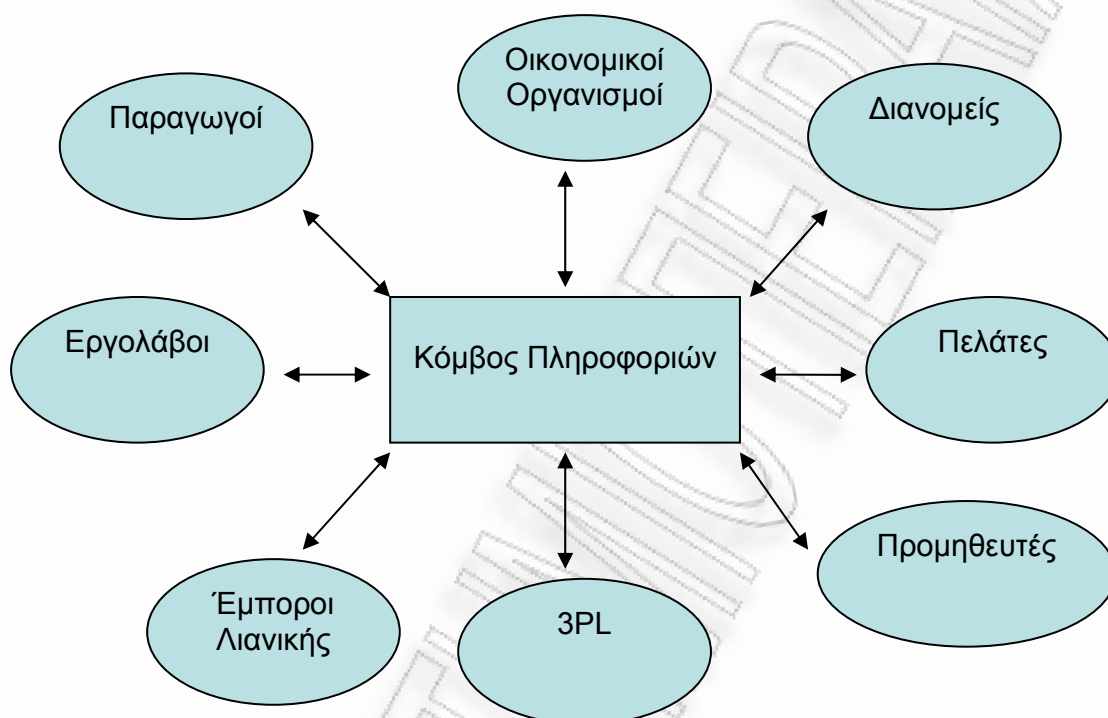 Οικονομικοί
Οργανισμοί
Παραγωγοί
Διανομείς
Εργολάβοι
Κόμβος Πληροφοριών
Πελάτες
Προμηθευτές
Έμποροι
Λιανικής
3PL